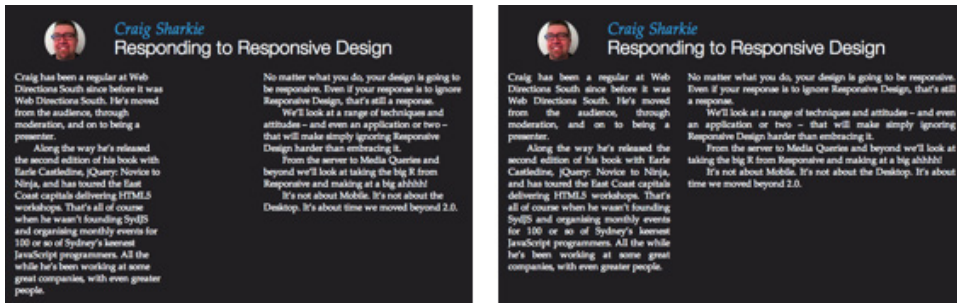 Craig Sharkie
Responding to Responsive Design
Craig has been a regular at Web
Directions South since before it was
Web Directions South. He's moved
from the audience, through
moderation, and on to being a
presenter.
Along the way he's released
the second edition of his book with
Earle Castledine, jQuery: Novice to
Ninja, and has toured the East
Coast capitals delivering HTML5
workshops. That's all of course
when he wasn't founding SydJS
and organising monthly events for
100 or so of Sydney's keenest
JavaScript programmers. All the
while he's been working at some
great companies, with even greater
people.
No matter what you do, your design is going to
be responsive. Even if your response is to ignore
Responsive Design, that's still a response.
We'll look at a range of techniques and
attitudes – and even an application or two –
that will make simply ignoring Responsive
Design harder than embracing it.
From the server to Media Queries and
beyond we'll look at taking the big R from
Responsive and making at a big ahhhh!
It's not about Mobile. It's not about the
Desktop. It's about time we moved beyond 2.0.
Craig Sharkie
Responding to Responsive Design
Craig has been a regular at Web
Directions South since before it was
Web Directions South. He's moved
from the audience, through
moderation, and on to being a
presenter.
Along the way he's released the
second edition of his book with Earle
Castledine, jQuery: Novice to Ninja,
and has toured the East Coast capitals
delivering HTML5 workshops. That's
all of course when he wasn't founding
SydJS and organising monthly events
for 100 or so of Sydney's keenest
JavaScript programmers. All the while
he's been working at some great
companies, with even greater people.
No matter what you do, your design is going to be responsive.
Even if your response is to ignore Responsive Design, that's still
a response.
We'll look at a range of techniques and attitudes – and even
an application or two – that will make simply ignoring
Responsive Design harder than embracing it.
From the server to Media Queries and beyond we'll look at
taking the big R from Responsive and making at a big ahhhh!
It's not about Mobile. It's not about the Desktop. It's about
time we moved beyond 2.0.